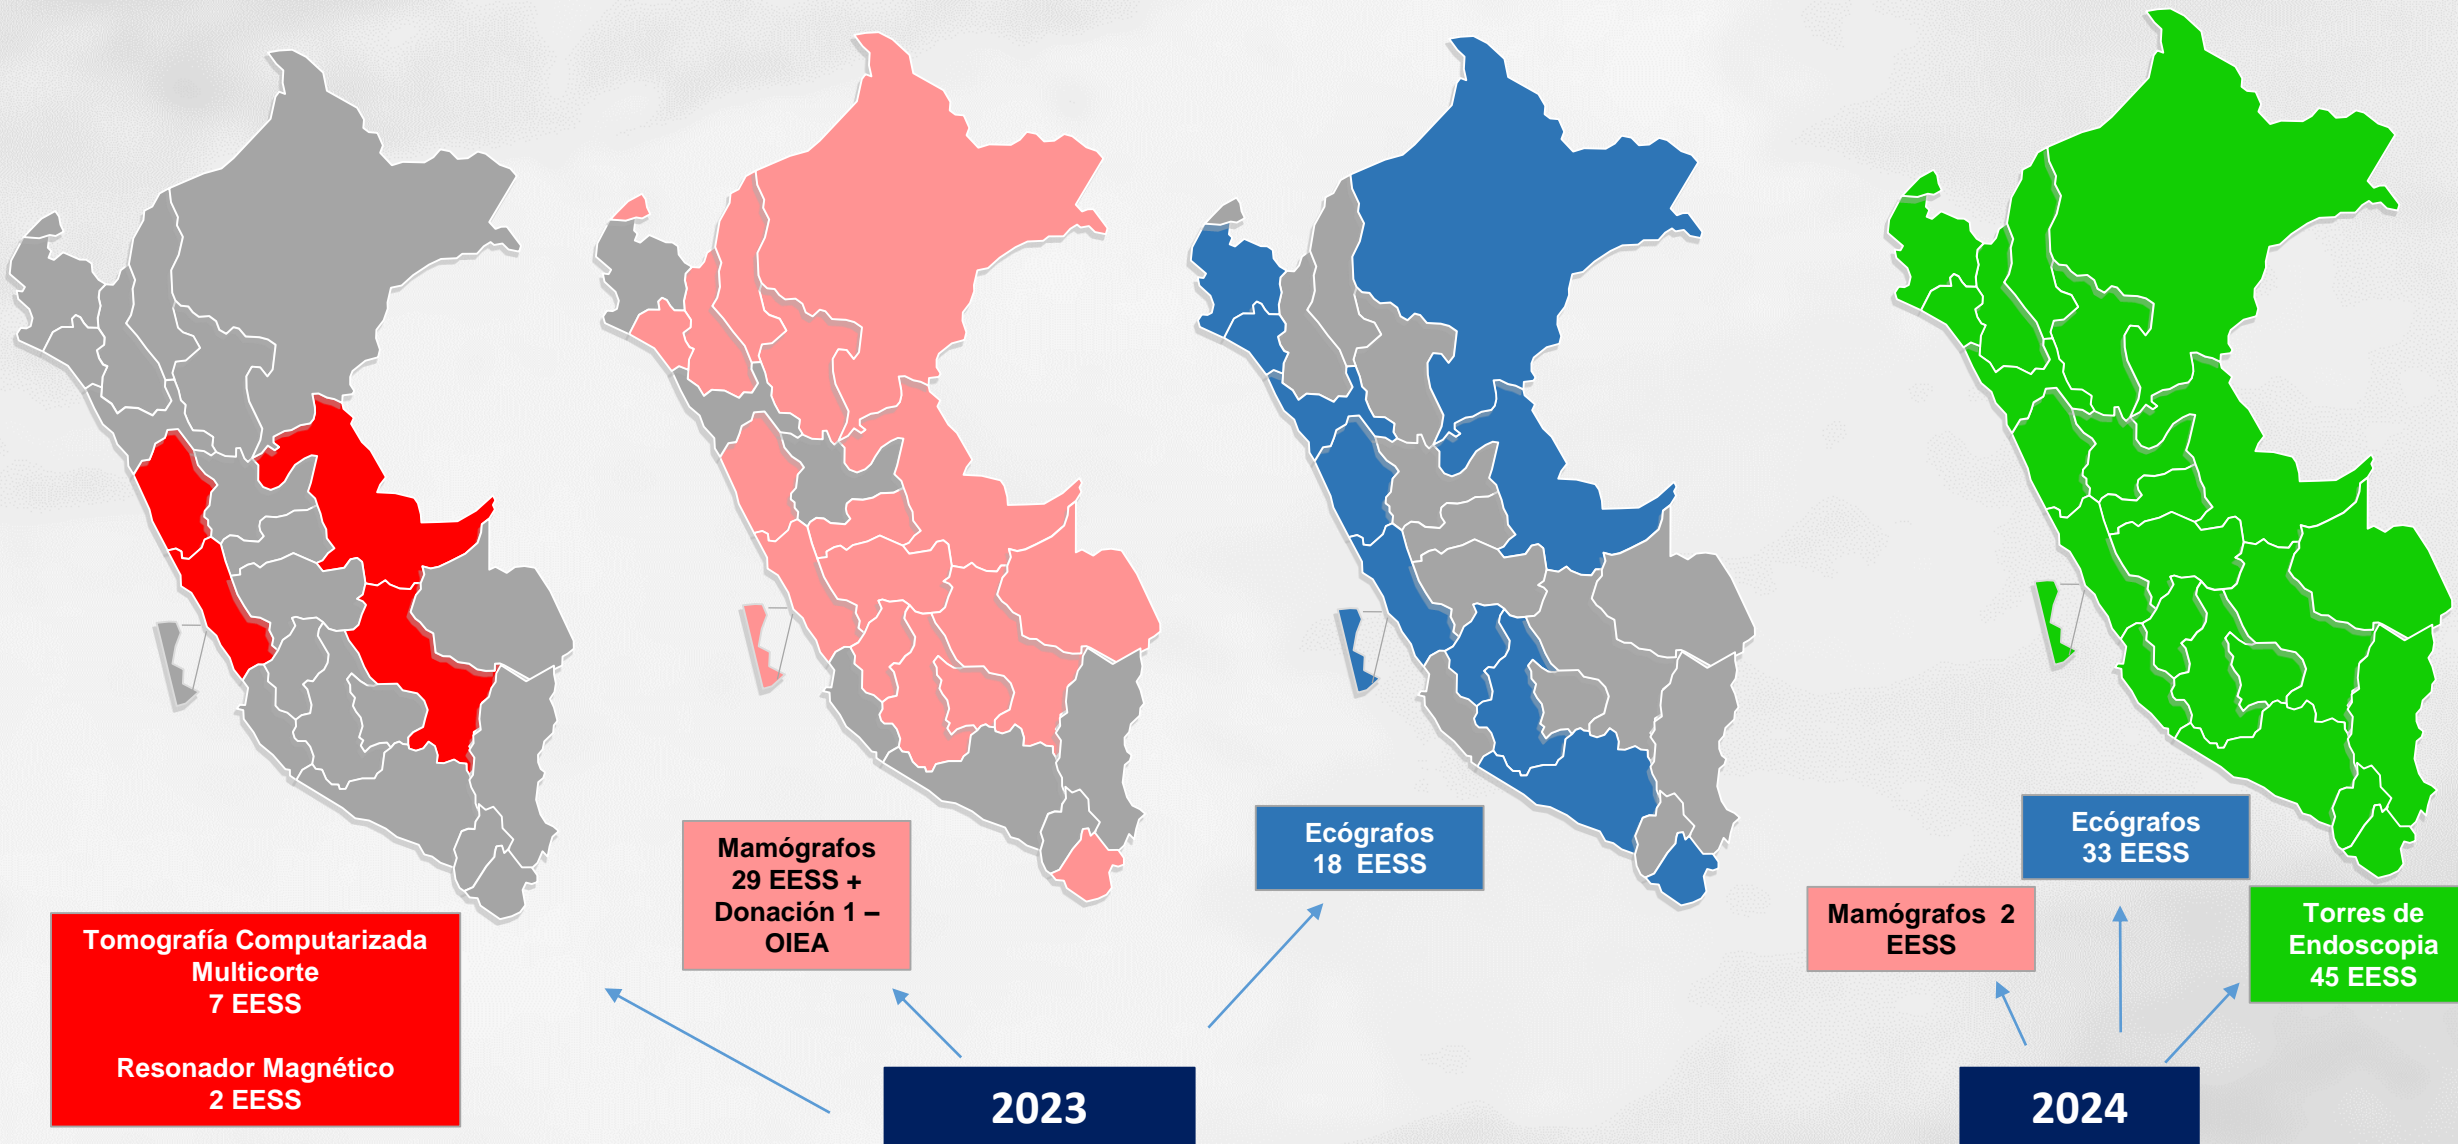 Tomografía Computarizada
Multicorte
7 EESS
Resonador Magnético
2 EESS
Mamógrafos
29 EESS +
Donación 1 –
OIEA
Ecógrafos
18 EESS
2023
Mamógrafos 2
EESS
Ecógrafos
33 EESS
Torres de
Endoscopia
45 EESS
2024